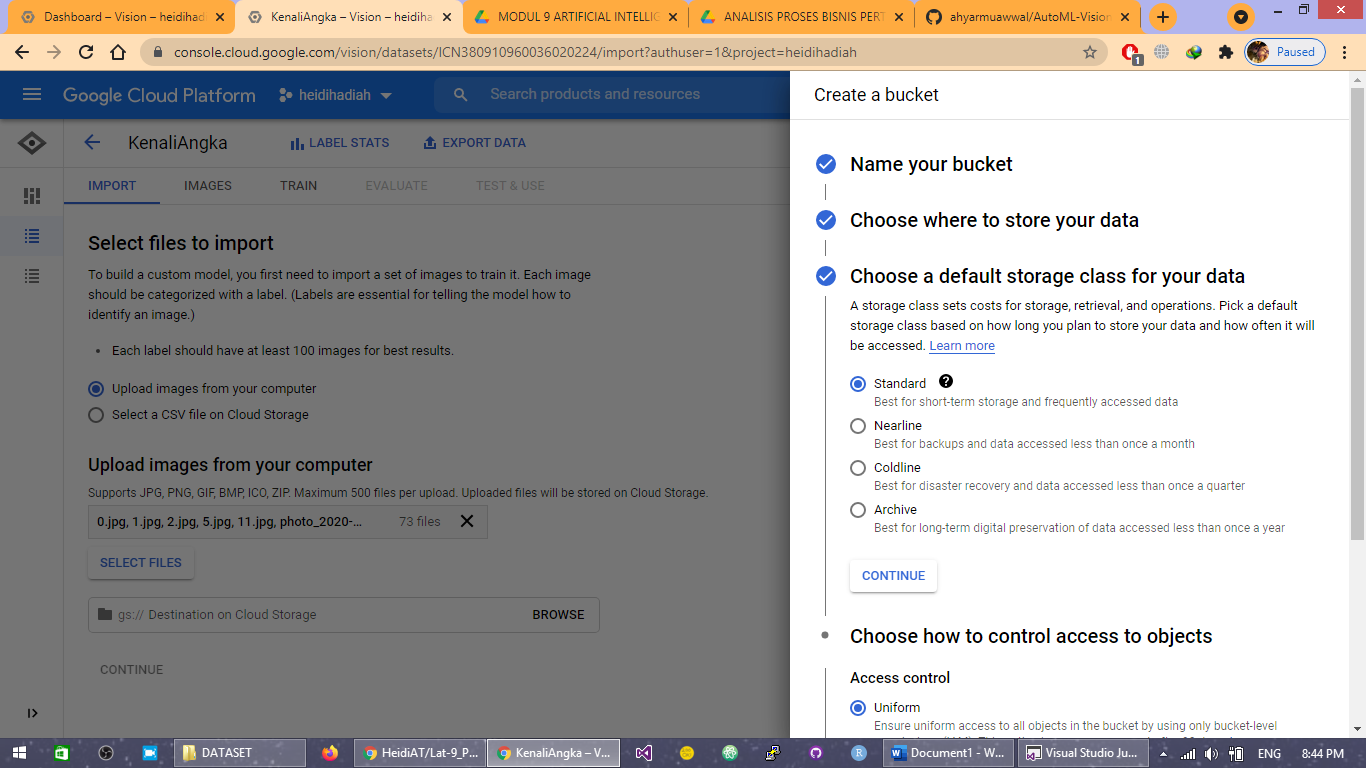 Dashboard – Vision – heidihadi
KenaliAngka – Vision – heidiha
MODUL 9 ARTIFICIAL INTELLIG
ANALISIS PROSES BISNIS PERT
ahyarmuawwal/AutoML-Vision
console.cloud.google.com/vision/datasets/ICN380910960036020224/import?authuser=1&project=heidihadiah
1
Paused
Google Cloud Platform
heidihadiah
Search products and resources
KenaliAngka
LABEL STATS
EXPORT DATA
IMPORT
IMAGES
TRAIN
EVALUATE
TEST & USE
Select files to import
To build a custom model, you first need to import a set of images to train it. Each image
should be categorized with a label. (Labels are essential for telling the model how to
identify an image.)
• Each label should have at least 100 images for best results.
Upload images from your computer
Select a CSV file on Cloud Storage
Upload images from your computer
Supports JPG, PNG, GIF, BMP, ICO, ZIP. Maximum 500 files per upload. Uploaded files will be stored on Cloud Storage.
0.jpg, 1.jpg, 2.jpg, 5.jpg, 11.jpg, photo_2020-...
73 files
SELECT FILES
gs:// Destination on Cloud Storage
BROWSE
CONTINUE
Create a bucket
Name your bucket
Choose where to store your data
Choose a default storage class for your data
A storage class sets costs for storage, retrieval, and operations. Pick a default
storage class based on how long you plan to store your data and how often it will
be accessed. Learn more
Standard
Best for short-term storage and frequently accessed data
Nearline
Best for backups and data accessed less than once a month
Coldline
Best for disaster recovery and data accessed less than once a quarter
Archive
Best for long-term digital preservation of data accessed less than once a year
CONTINUE
Choose how to control access to objects
Access control
Uniform
Ensure uniform access to all objects in the bucket by using only bucket-level
DATASET
HeidiAT/Lat-9_P...
KenaliAngka – V...
Document1 - W...
Visual Studio Ju...
ENG
8:44 PM